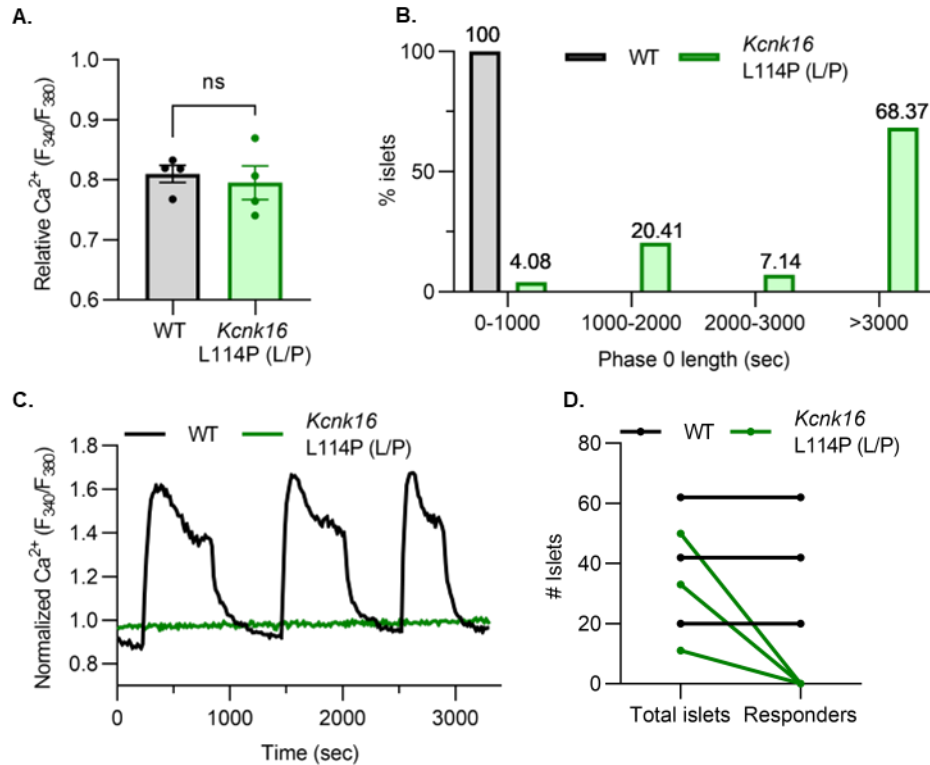 A.
Relative Ca²⁺ (F₃₄₀/F₃₈₀)
1.0
0.9
0.8
0.7
0.6
ns
WT
Kcnk16
L114P (L/P)
B.
WT
Kcnk16
L114P (L/P)
% islets
100
50
0
100
4.08
20.41
7.14
68.37
0-1000
1000-2000
2000-3000
>3000
Phase 0 length (sec)
C.
WT
Kcnk16
L114P (L/P)
Normalized Ca²⁺ (F₃₄₀/F₃₈₀)
1.8
1.6
1.4
1.2
1.0
0.8
0
1000
2000
3000
Time (sec)
D.
WT
Kcnk16
L114P (L/P)
# Islets
80
60
40
20
0
Total islets
Responders